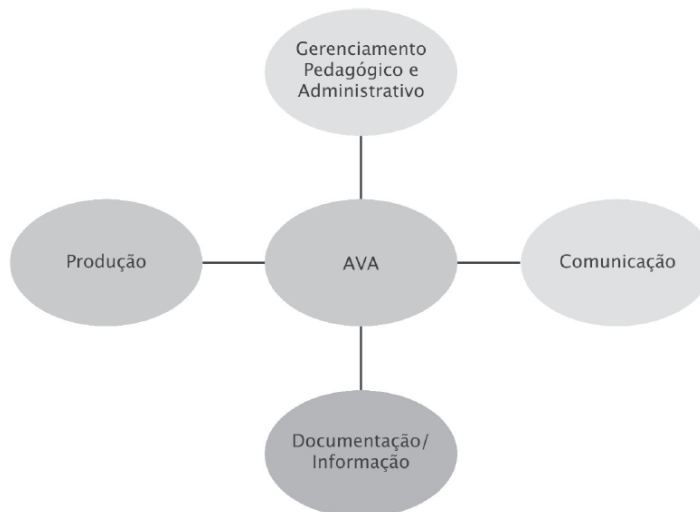 Gerenciamento
Pedagógico e
Administrativo
Produção
AVA
Comunicação
Documentação/
Informação